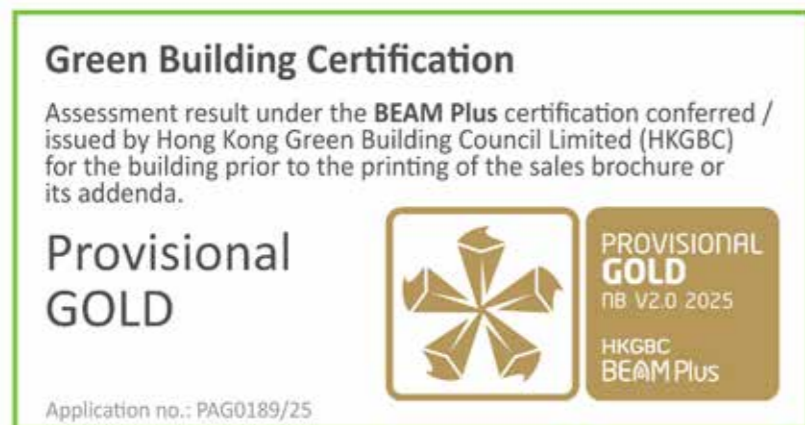 Green Building Certification
Assessment result under the BEAM Plus certification conferred /
issued by Hong Kong Green Building Council Limited (HKGBC)
for the building prior to the printing of the sales brochure or
its addenda.
Provisional
GOLD
PROVISIONAL
GOLD
NB V2.0 2025
HKGBC
BEAM Plus
Application no.: PAG0189/25